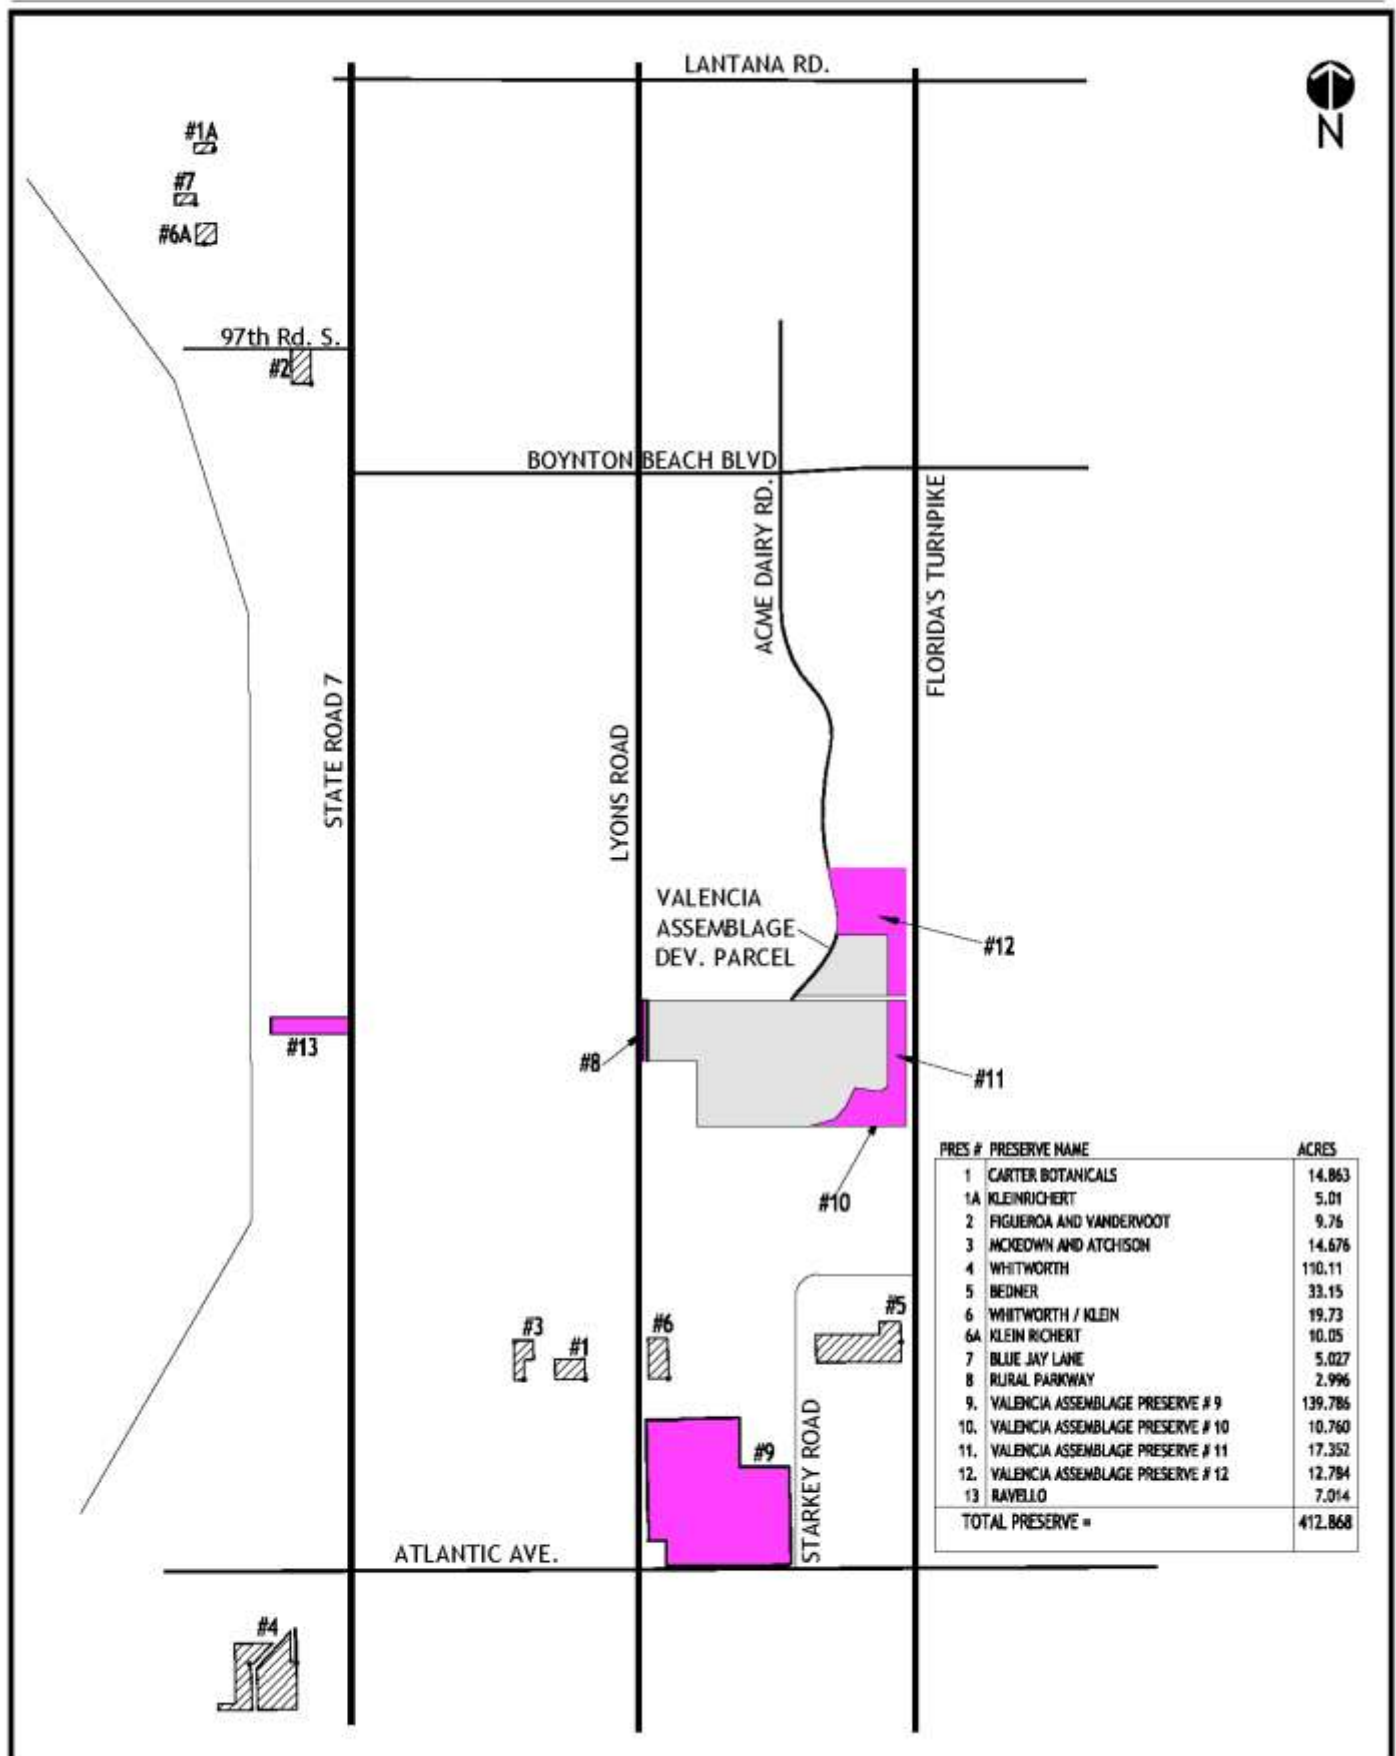 LANTANA RD.
N
#1A
#7
#6A
97th Rd. S.
#2
BOYNTON BEACH BLVD
ACME DAIRY RD.
FLORIDA'S TURNPIKE
STATE ROAD 7
LYONS ROAD
VALENCIA
ASSEMBLAGE
DEV. PARCEL
#12
#13
#8
#11
#10
PRES # PRESERVE NAME ACRES
1 CARTER BOTANICALS 14.863
1A KLEINRICHERT 5.01
2 FIGUEROA AND VANDERVOOT 9.76
3 MCKEOWN AND ATCHISON 14.676
4 WHITWORTH 110.11
5 BEDNER 33.15
6 WHITWORTH / KLEIN 19.73
6A KLEIN RICHERT 10.05
7 BLUE JAY LANE 5.027
8 RURAL PARKWAY 2.996
9. VALENCIA ASSEMBLAGE PRESERVE # 9 139.786
10. VALENCIA ASSEMBLAGE PRESERVE # 10 10.760
11. VALENCIA ASSEMBLAGE PRESERVE # 11 17.352
12. VALENCIA ASSEMBLAGE PRESERVE # 12 12.784
13 RAVELLO 7.014
TOTAL PRESERVE = 412.868
#5
#3
#1
#6
#9
STARKEY ROAD
ATLANTIC AVE.
#4